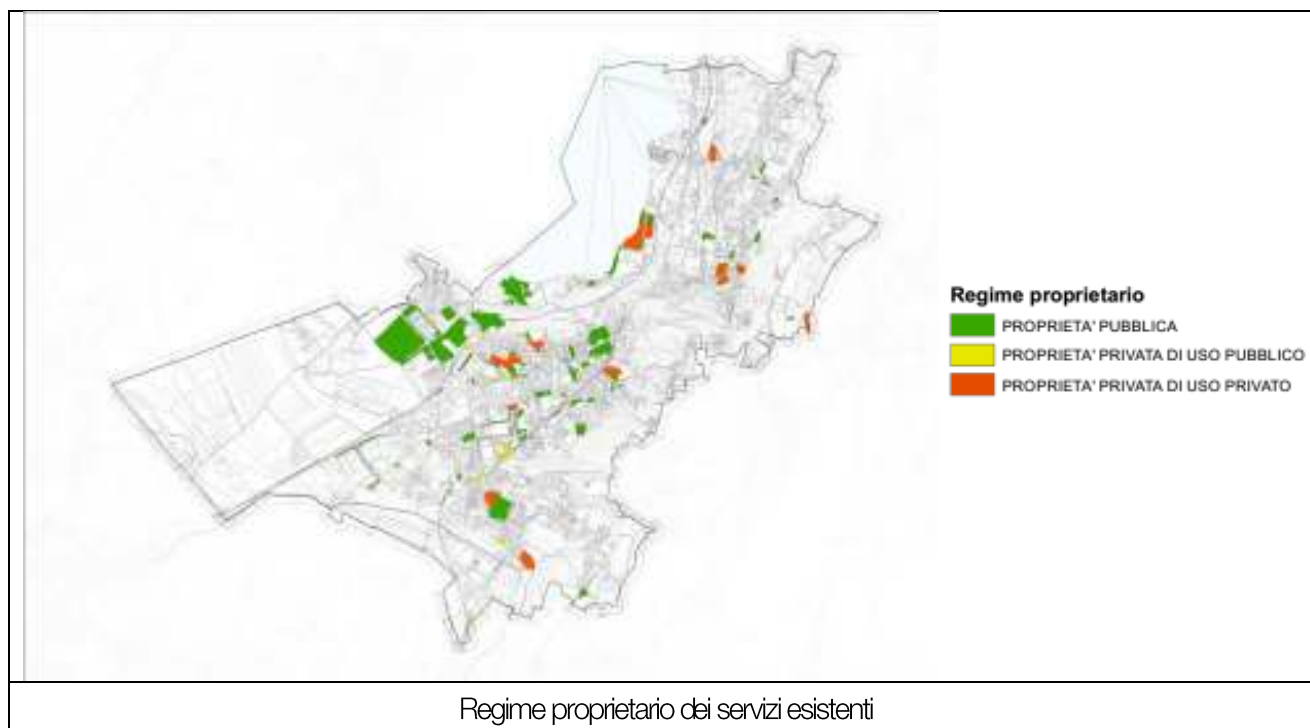 Regime proprietario
PROPRIETA' PUBBLICA
PROPRIETA' PRIVATA DI USO PUBBLICO
PROPRIETA' PRIVATA DI USO PRIVATO
Regime proprietario dei servizi esistenti